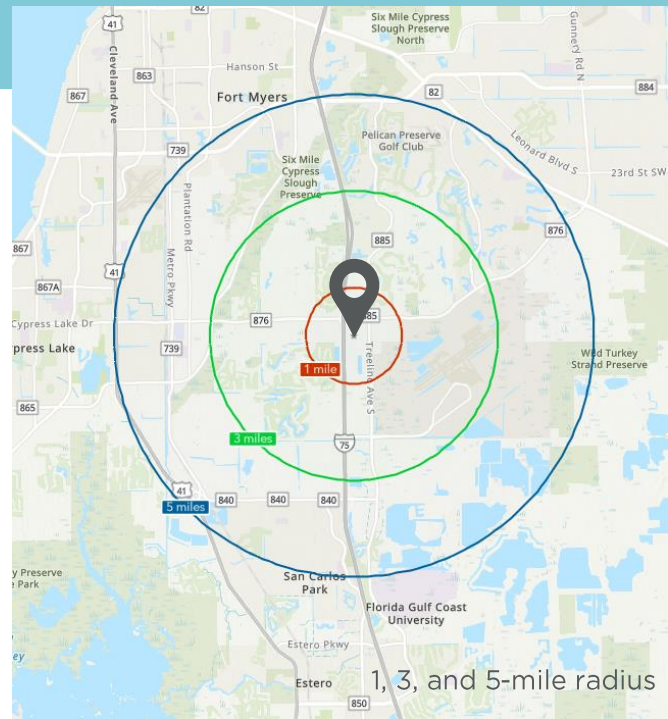 82
Six Mile Cypress
Slough Preserve
North
Gunnery Rd N
Cleveland Ave
Hanson St
863
867
Fort Myers
82
884
Leonard Blvd S
739
Pelican Preserve
Golf Club
23rd St SW
Six Mile
Cypress
Slough
Preserve
Plantation Rd
Metro Pkwy
876
885
867
41
41
867A
Cypress Lake Dr
876
885
press Lake
739
1 mile
Treeline Ave S
Wild Turkey
Strand Preserve
865
3 miles
75
41
5 miles
840
840
840
y Preserve
e Park
San Carlos
Park
Florida Gulf Coast
University
Estero Pkwy
ey
Estero
850
1, 3, and 5-mile radius